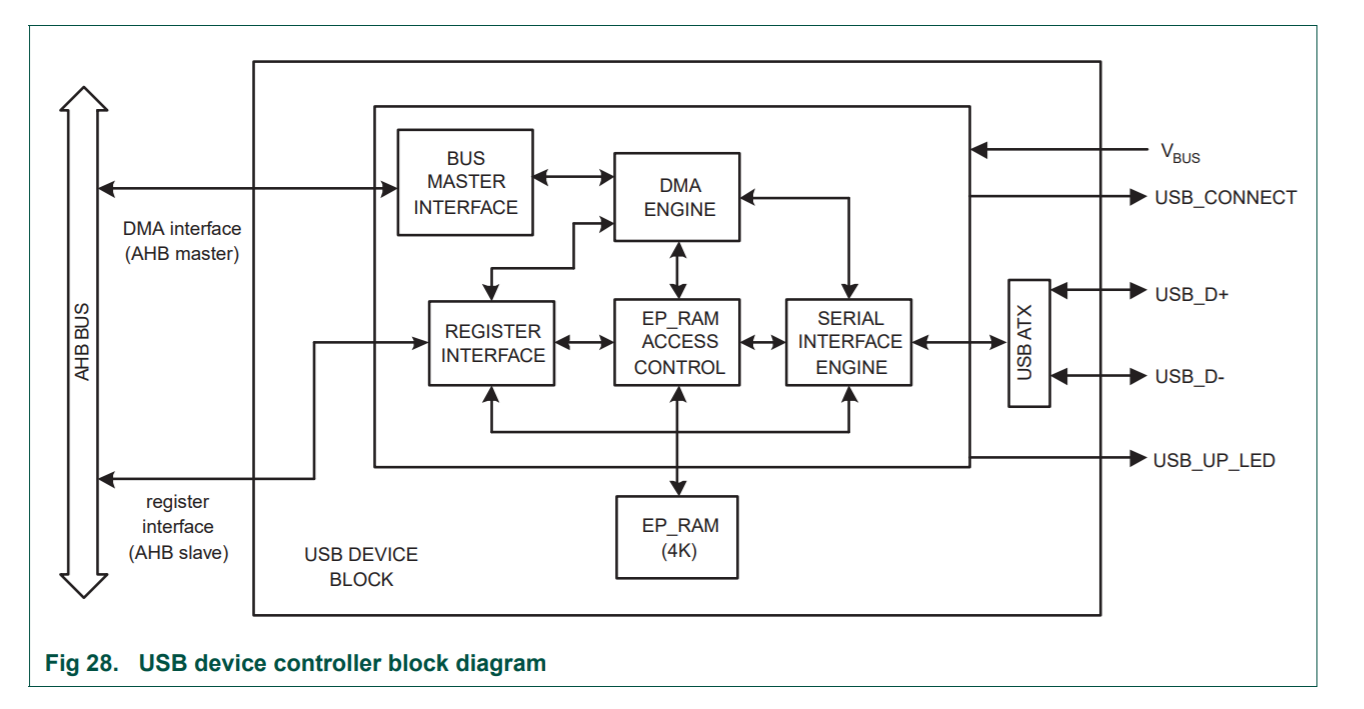 BUS
MASTER
INTERFACE
DMA
ENGINE
V_BUS
USB_CONNECT
DMA interface
(AHB master)
AHB BUS
REGISTER
INTERFACE
EP_RAM
ACCESS
CONTROL
SERIAL
INTERFACE
ENGINE
USB ATX
USB_D+
USB_D-
USB_UP_LED
register
interface
(AHB slave)
EP_RAM
(4K)
USB DEVICE
BLOCK
Fig 28. USB device controller block diagram